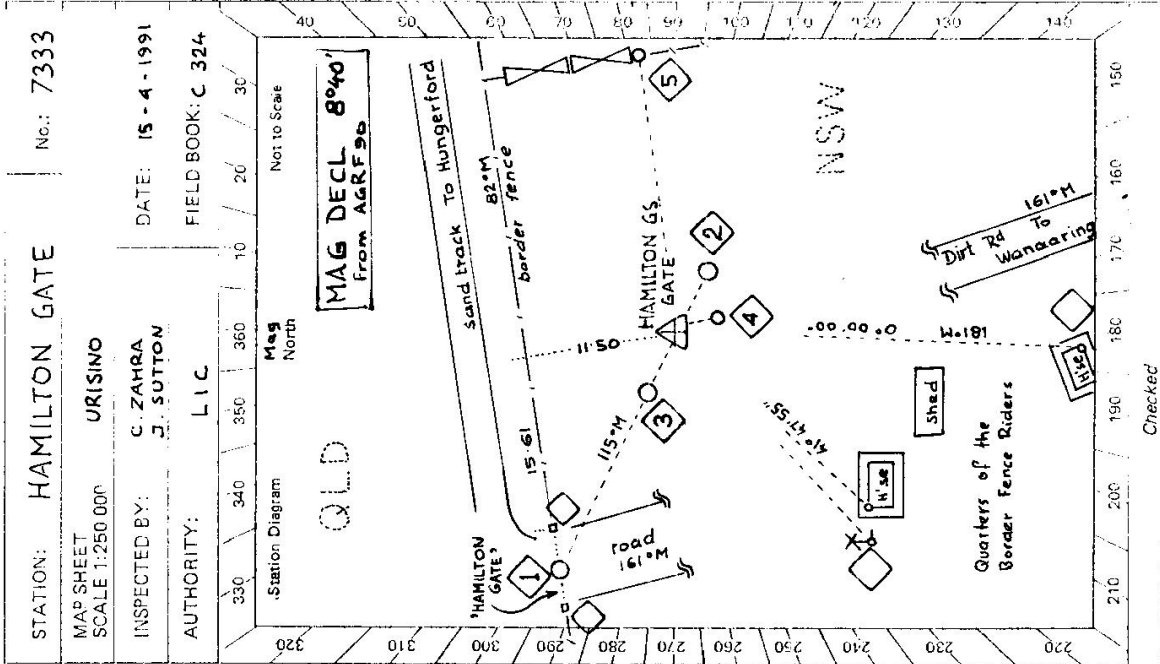 STATION: HAMILTON GATE
No.: 7333
MAP SHEET
SCALE 1:250 000
URISINO
INSPECTED BY: C. ZAHRA
J. SUTTON
DATE: 15-4-1991
AUTHORITY: LIC
FIELD BOOK: C 324
330 340 350 360 10 20 30
Station Diagram
Mag
North
Not to Scale
320
310
300
290
280
270
260
250
240
230
220
40
50
60
70
80
90
100
110
120
130
140
QLD
MAG DECL 8°40'
from AGRF90
sand track To Hungerford
82°M
border fence
15.61
11.50
'HAMILTON
GATE'
1
115°M
3
HAMILTON GS
GATE
2
4
5
road
161°M
NSW
41° 47' 55"
H'se
Shed
Quarters of the
Border Fence Riders
181°M
H'se
161°M
Dirt Rd To
Wanaaring
210 200 190 180 170 160 150
Checked